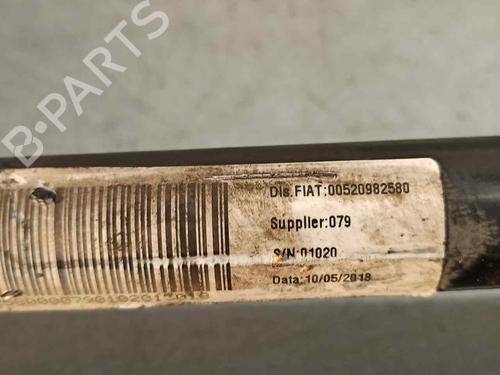 B-PARTS
Dis.FIAT:00520982580
Supplier:079
S/N:01020
Data:10/05/2018